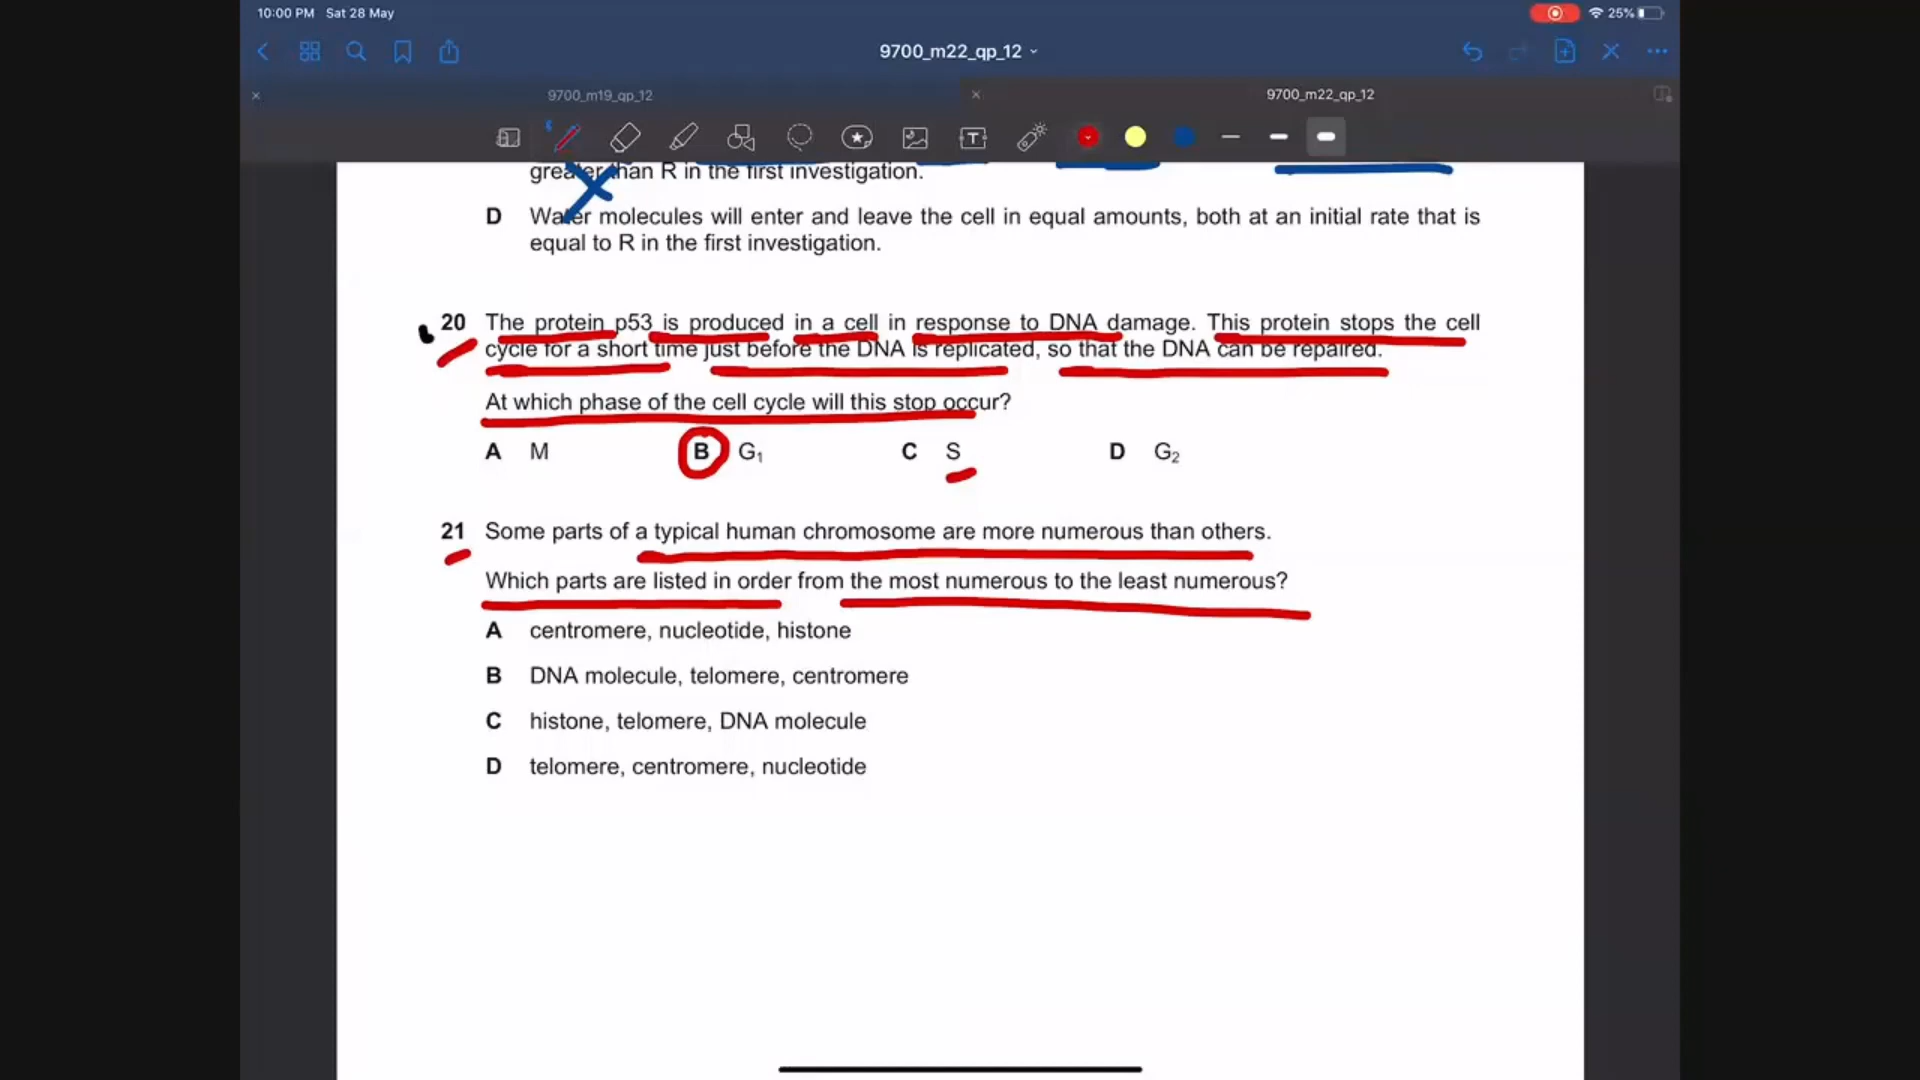 10:00 PM Sat 28 May
25%
9700_m22_qp_12
9700_m19_qp_12
9700_m22_qp_12
greater than R in the first investigation.
D Water molecules will enter and leave the cell in equal amounts, both at an initial rate that is
equal to R in the first investigation.
20 The protein p53 is produced in a cell in response to DNA damage. This protein stops the cell
cycle for a short time just before the DNA is replicated, so that the DNA can be repaired.
At which phase of the cell cycle will this stop occur?
A M B G₁ C S D G₂
21 Some parts of a typical human chromosome are more numerous than others.
Which parts are listed in order from the most numerous to the least numerous?
A centromere, nucleotide, histone
B DNA molecule, telomere, centromere
C histone, telomere, DNA molecule
D telomere, centromere, nucleotide